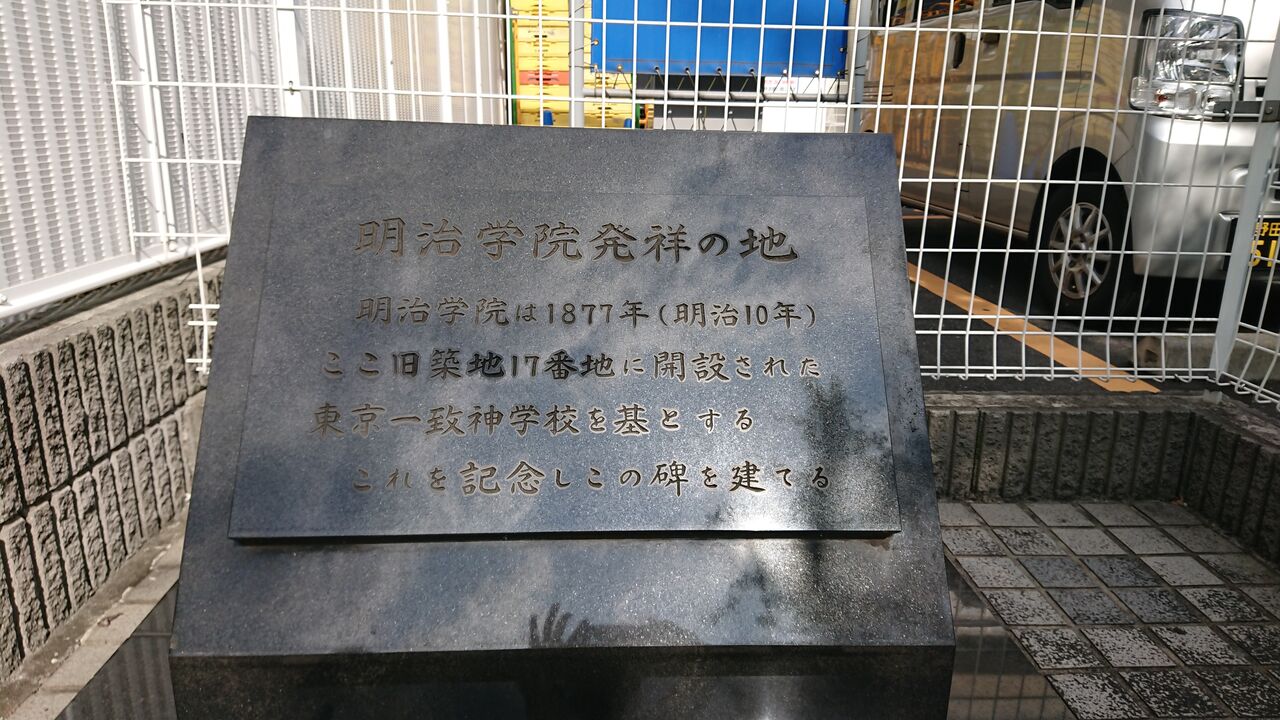 明治学院発祥の地
明治学院は1877年(明治10年)
ここ旧築地17番地に開設された
東京一致神学校を基とする
これを記念しこの碑を建てる
野田